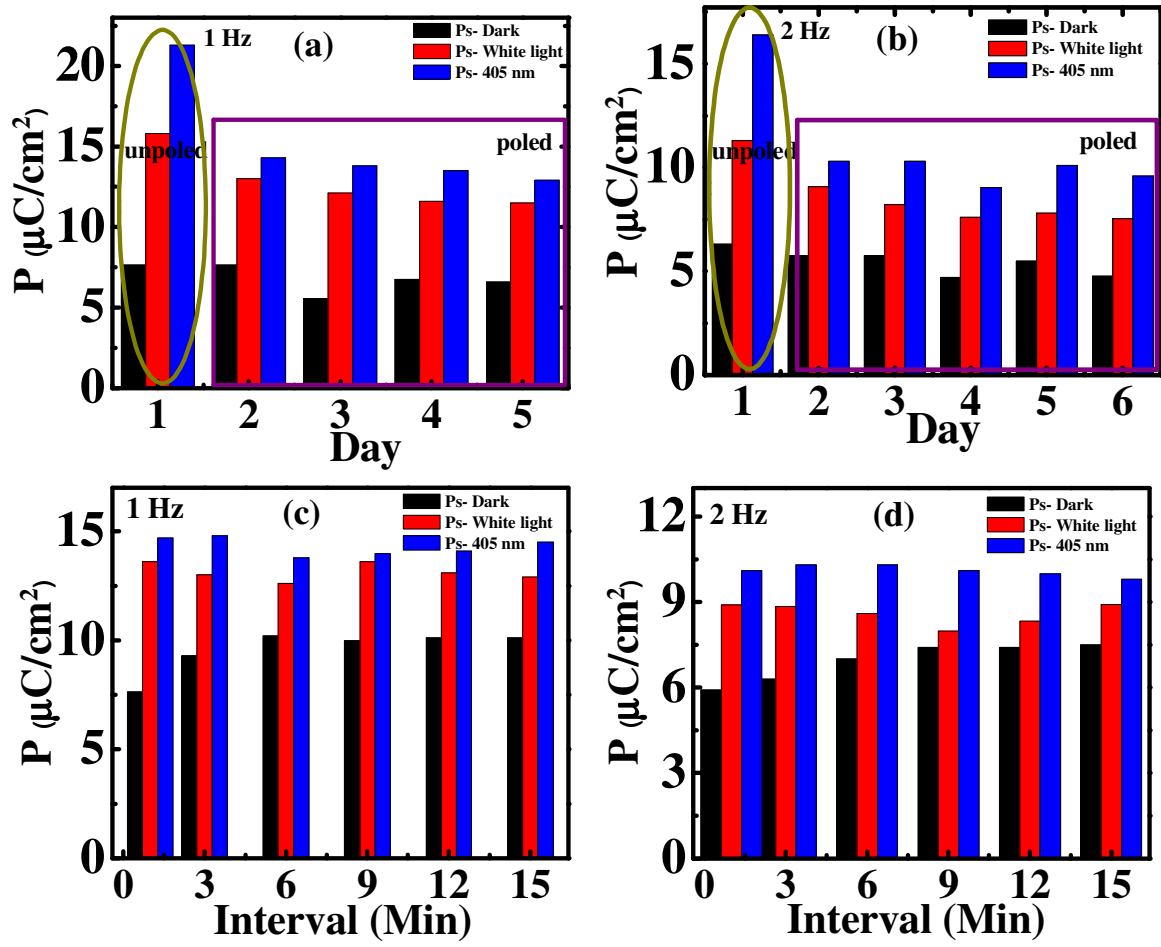 1 Hz
(a)
Ps- Dark
Ps- White light
Ps- 405 nm
unpoled
poled
P (μC/cm²)
20
15
10
5
0
1 2 3 4 5
Day
2 Hz
(b)
Ps- Dark
Ps- White light
Ps- 405 nm
unpoled
poled
P (μC/cm²)
15
10
5
0
1 2 3 4 5 6
Day
1 Hz
(c)
Ps- Dark
Ps- White light
Ps- 405 nm
P (μC/cm²)
15
10
5
0
0 3 6 9 12 15
Interval (Min)
2 Hz
(d)
Ps- Dark
Ps- White light
Ps- 405 nm
P (μC/cm²)
12
9
6
3
0
0 3 6 9 12 15
Interval (Min)